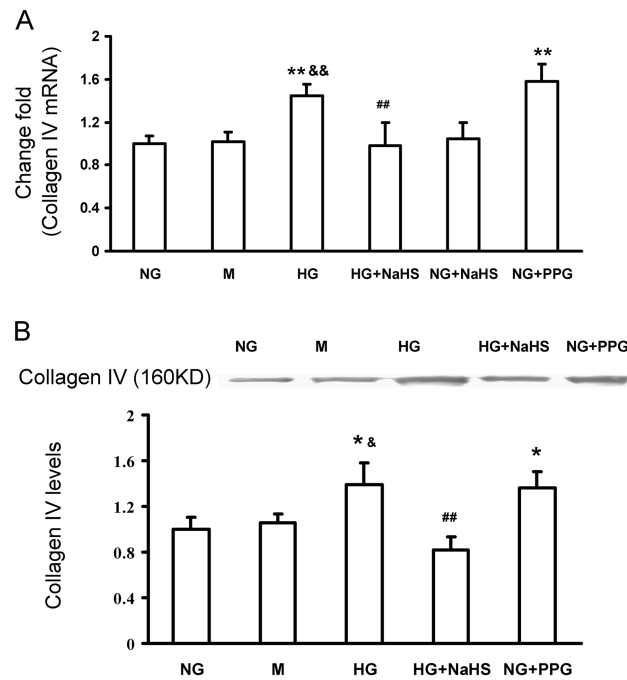 A
Change fold
(Collagen IV mRNA)
2
1.6
1.2
0.8
0.4
0
** &&
##
**
NG M HG HG+NaHS NG+NaHS NG+PPG
B
NG M HG HG+NaHS NG+PPG
Collagen IV (160KD)
Collagen IV levels
2
1.6
1.2
0.8
0.4
0
* &
##
*
NG M HG HG+NaHS NG+PPG